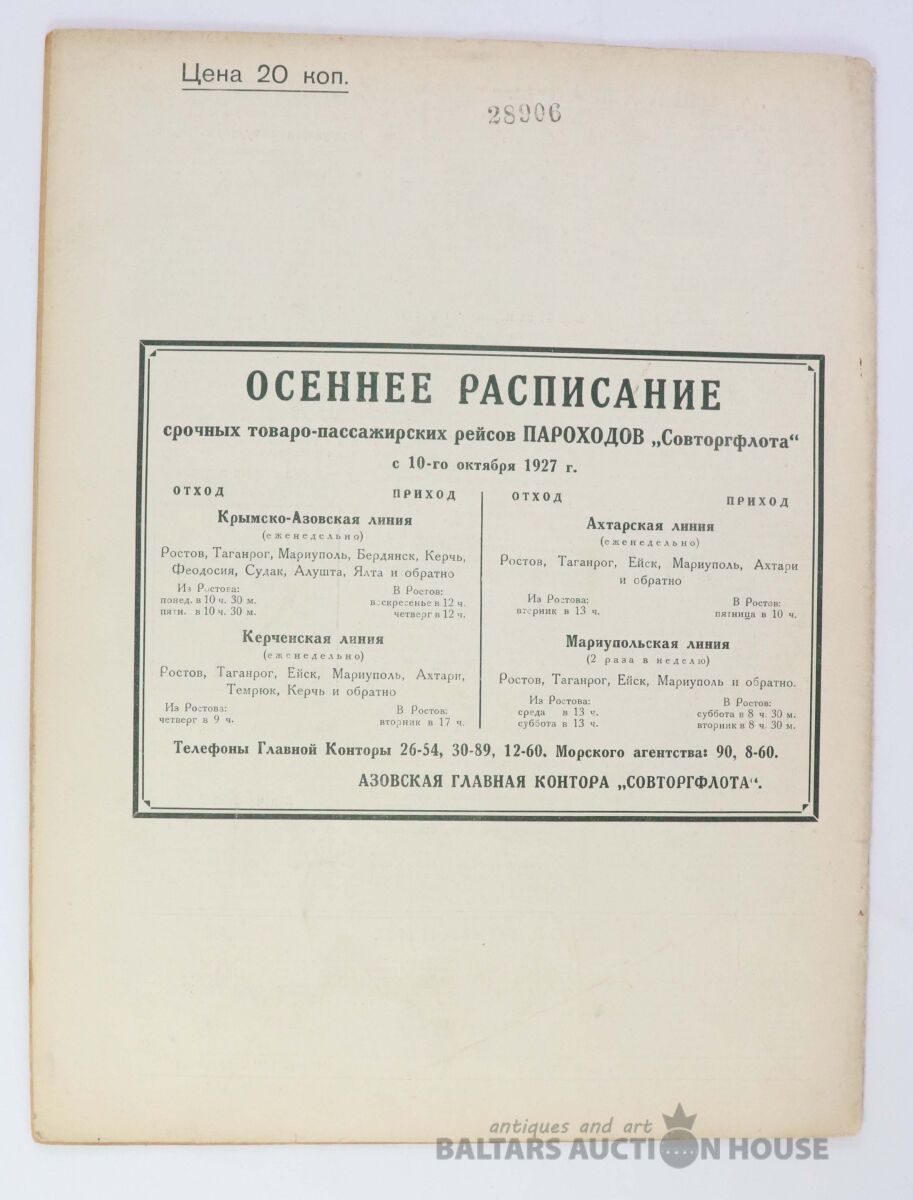 Цена 20 коп.
28906
ОСЕННЕЕ РАСПИСАНИЕ
срочных товаро-пассажирских рейсов ПАРОХОДОВ „Совторгфлота“
с 10-го октября 1927 г.
ОТХОД ПРИХОД
Крымско-Азовская линия
(еженедельно)
Ростов, Таганрог, Мариуполь, Бердянск, Керчь,
Феодосия, Судак, Алушта, Ялта и обратно
Из Ростова: В Ростов:
понед. в 10 ч. 30 м. воскресенье в 12 ч.
пятн. в 10 ч. 30 м. четверг в 12 ч.
Керченская линия
(еженедельно)
Ростов, Таганрог, Ейск, Мариуполь, Ахтари,
Темрюк, Керчь и обратно
Из Ростова: В Ростов:
четверг в 9 ч. вторник в 17 ч.
ОТХОД ПРИХОД
Ахтарская линия
(еженедельно)
Ростов, Таганрог, Ейск, Мариуполь, Ахтари
и обратно
Из Ростова: В Ростов:
вторник в 13 ч. пятница в 10 ч.
Мариупольская линия
(2 раза в неделю)
Ростов, Таганрог, Ейск, Мариуполь и обратно.
Из Ростова: В Ростов:
среда в 13 ч. суббота в 8 ч. 30 м.
суббота в 13 ч. вторник в 8 ч. 30 м.
Телефоны Главной Конторы 26-54, 30-89, 12-60. Морского агентства: 90, 8-60.
АЗОВСКАЯ ГЛАВНАЯ КОНТОРА „СОВТОРГФЛОТА“.
antiques and art
BALTARS AUCTION HOUSE